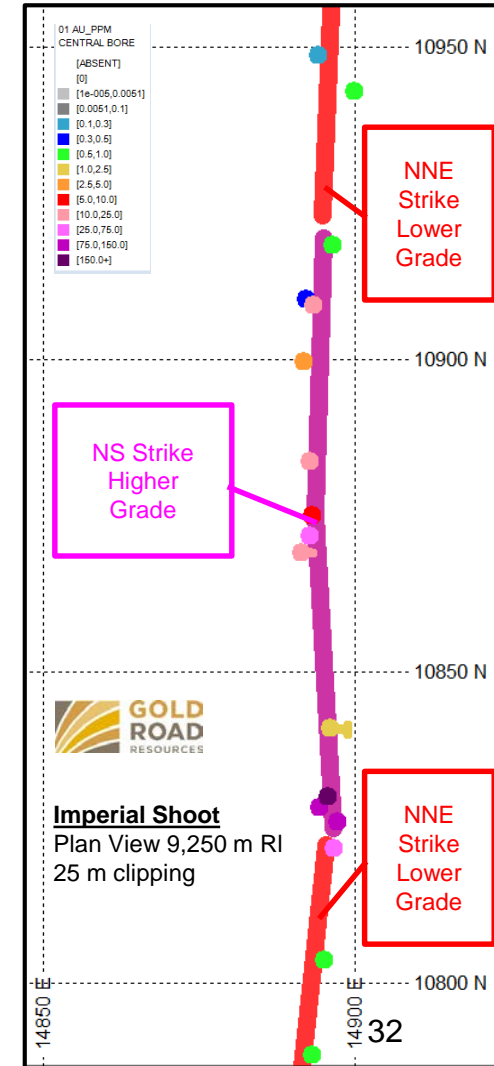 01 AU_PPM
CENTRAL BORE
[ABSENT]
[0]
[1e-005,0.0051]
[0.0051,0.1]
[0.1,0.3]
[0.3,0.5]
[0.5,1.0]
[1.0,2.5]
[2.5,5.0]
[5.0,10.0]
[10.0,25.0]
[25.0,75.0]
[75.0,150.0]
[150.0+]
10950 N
NNE
Strike
Lower
Grade
10900 N
NS Strike
Higher
Grade
10850 N
GOLD
ROAD
RESOURCES
Imperial Shoot
Plan View 9,250 m Rl
25 m clipping
NNE
Strike
Lower
Grade
10800 N
14850 E
14900 E
32